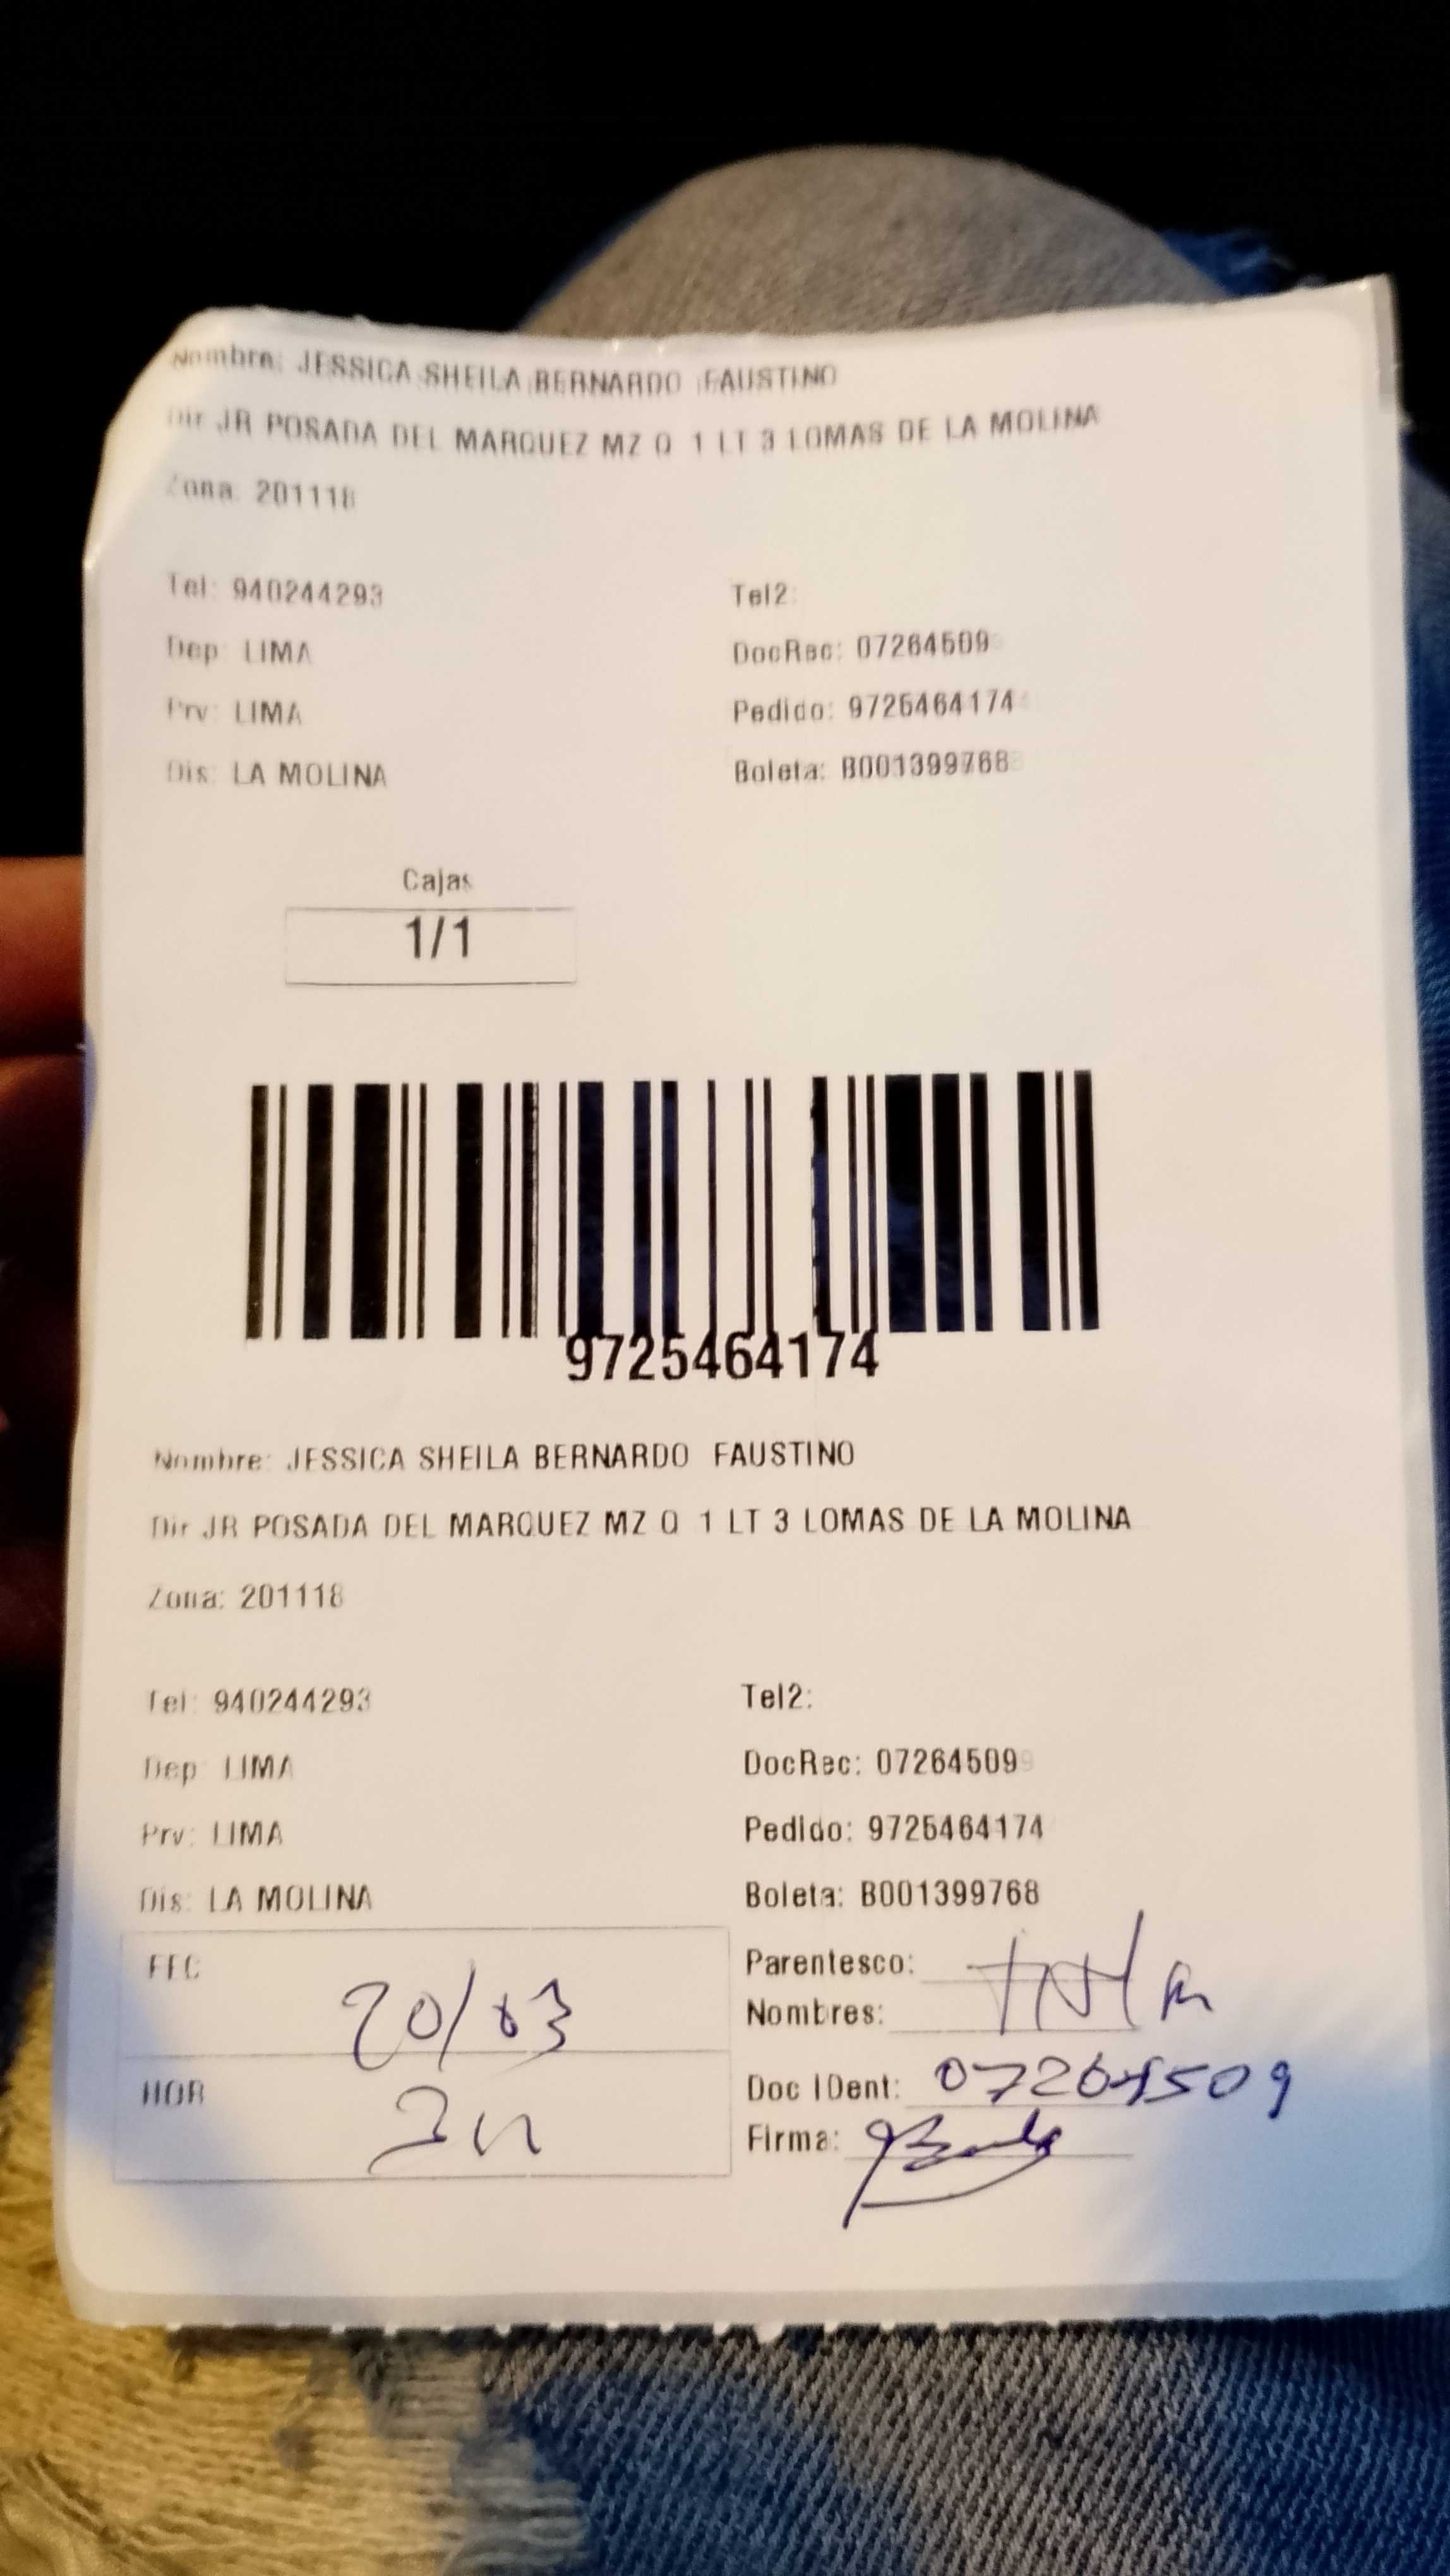 Nombre: JESSICA SHEILA BERNARDO FAUSTINO
Dir JR POSADA DEL MARQUEZ MZ Q 1 LT 3 LOMAS DE LA MOLINA
Zona: 201118
Tel: 940244293 Tel2:
Dep: LIMA DocRec: 07264509
Prv: LIMA Pedido: 9725464174
Dis: LA MOLINA Boleta: B001399768
Cajas
1/1
9725464174
Nombre: JESSICA SHEILA BERNARDO FAUSTINO
Dir JR POSADA DEL MARQUEZ MZ Q 1 LT 3 LOMAS DE LA MOLINA
Zona: 201118
Tel: 940244293 Tel2:
Dep: LIMA DocRec: 07264509
Prv: LIMA Pedido: 9725464174
Dis: LA MOLINA Boleta: B001399768
FEC 20/03 Parentesco:
Nombres:
HOR Doc IDent: 07264509
Firma: